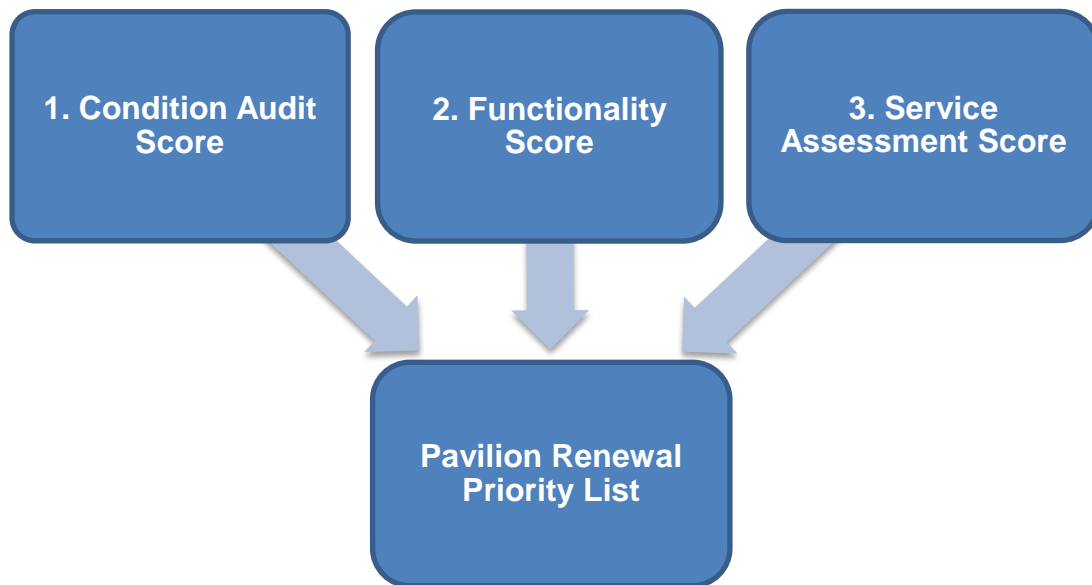 1. Condition Audit
Score
2. Functionality
Score
3. Service
Assessment Score
Pavilion Renewal
Priority List